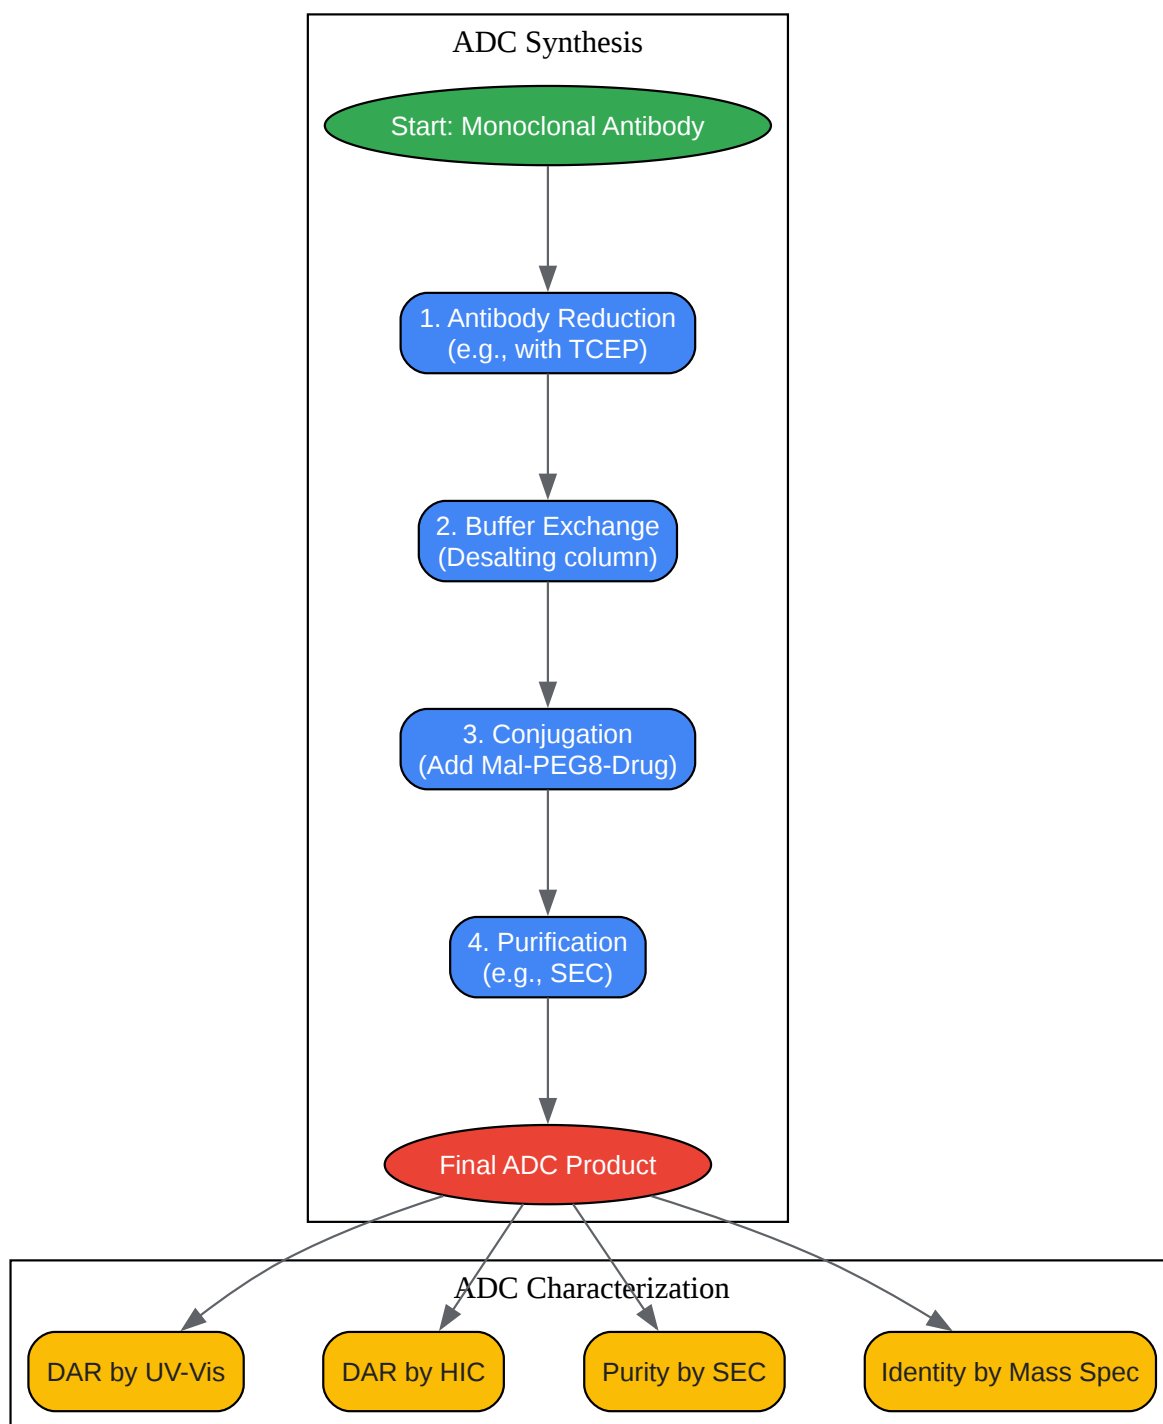 ADC Synthesis
Start: Monoclonal Antibody
1. Antibody Reduction
(e.g., with TCEP)
2. Buffer Exchange
(Desalting column)
3. Conjugation
(Add Mal-PEG8-Drug)
4. Purification
(e.g., SEC)
Final ADC Product
ADC Characterization
DAR by UV-Vis
DAR by HIC
Purity by SEC
Identity by Mass Spec